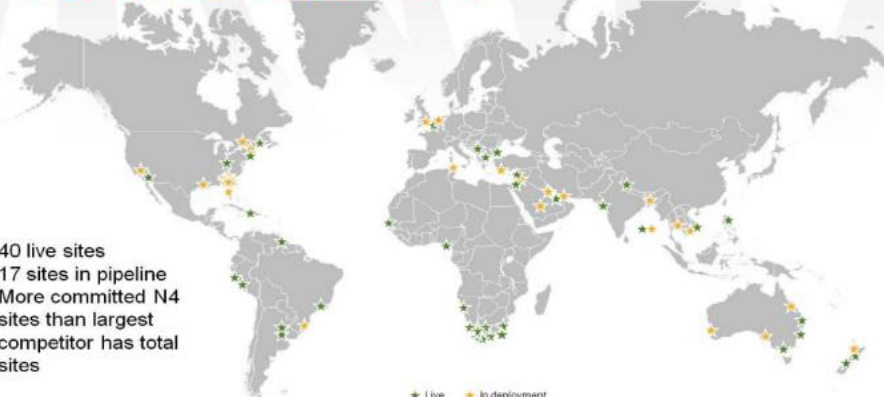 40 live sites
17 sites in pipeline
More committed N4
sites than largest
competitor has total
sites
Live In deployment